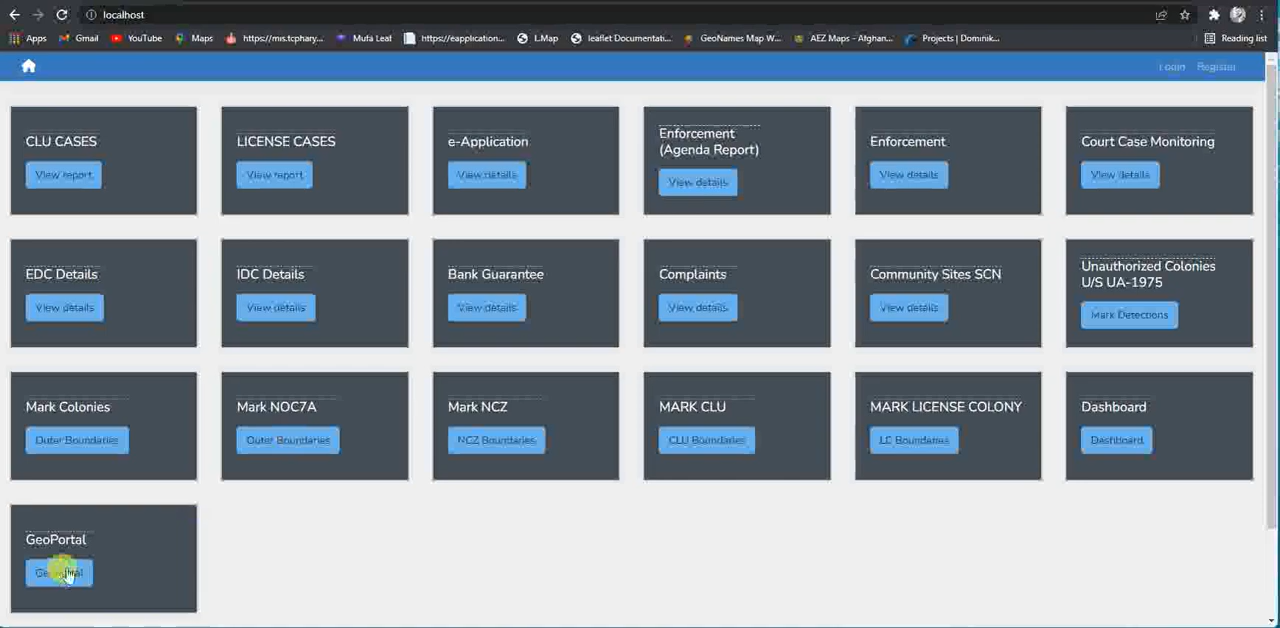 localhost
Apps Gmail YouTube Maps https://mis.tcphary... Mufa Leaf https://eapplication... L.Map leaflet Documentati... GeoNames Map W... AEZ Maps - Afghan... Projects | Dominik... Reading list
Login Register
CLU CASES
View report
LICENSE CASES
View report
e-Application
View details
Enforcement
(Agenda Report)
View details
Enforcement
View details
Court Case Monitoring
View details
EDC Details
View details
IDC Details
View details
Bank Guarantee
View details
Complaints
View details
Community Sites SCN
View details
Unauthorized Colonies
U/S UA-1975
Mark Detections
Mark Colonies
Outer Boundaries
Mark NOC7A
Outer Boundaries
Mark NCZ
NCZ Boundaries
MARK CLU
CLU Boundaries
MARK LICENSE COLONY
LC Boundaries
Dashboard
Dashboard
GeoPortal